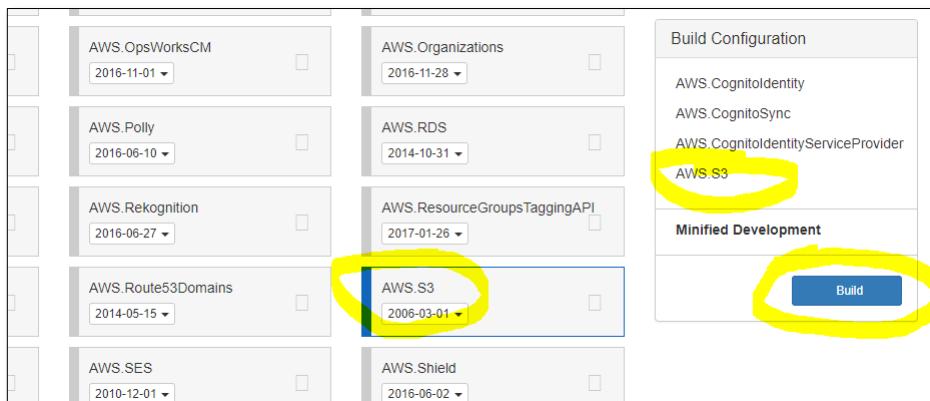 AWS.OpsWorksCM
2016-11-01
AWS.Organizations
2016-11-28
AWS.Polly
2016-06-10
AWS.RDS
2014-10-31
AWS.Rekognition
2016-06-27
AWS.ResourceGroupsTaggingAPI
2017-01-26
AWS.Route53Domains
2014-05-15
AWS.S3
2006-03-01
AWS.SES
2010-12-01
AWS.Shield
2016-06-02
Build Configuration
AWS.CognitoIdentity
AWS.CognitoSync
AWS.CognitoIdentityServiceProvider
AWS.S3
Minified Development
Build